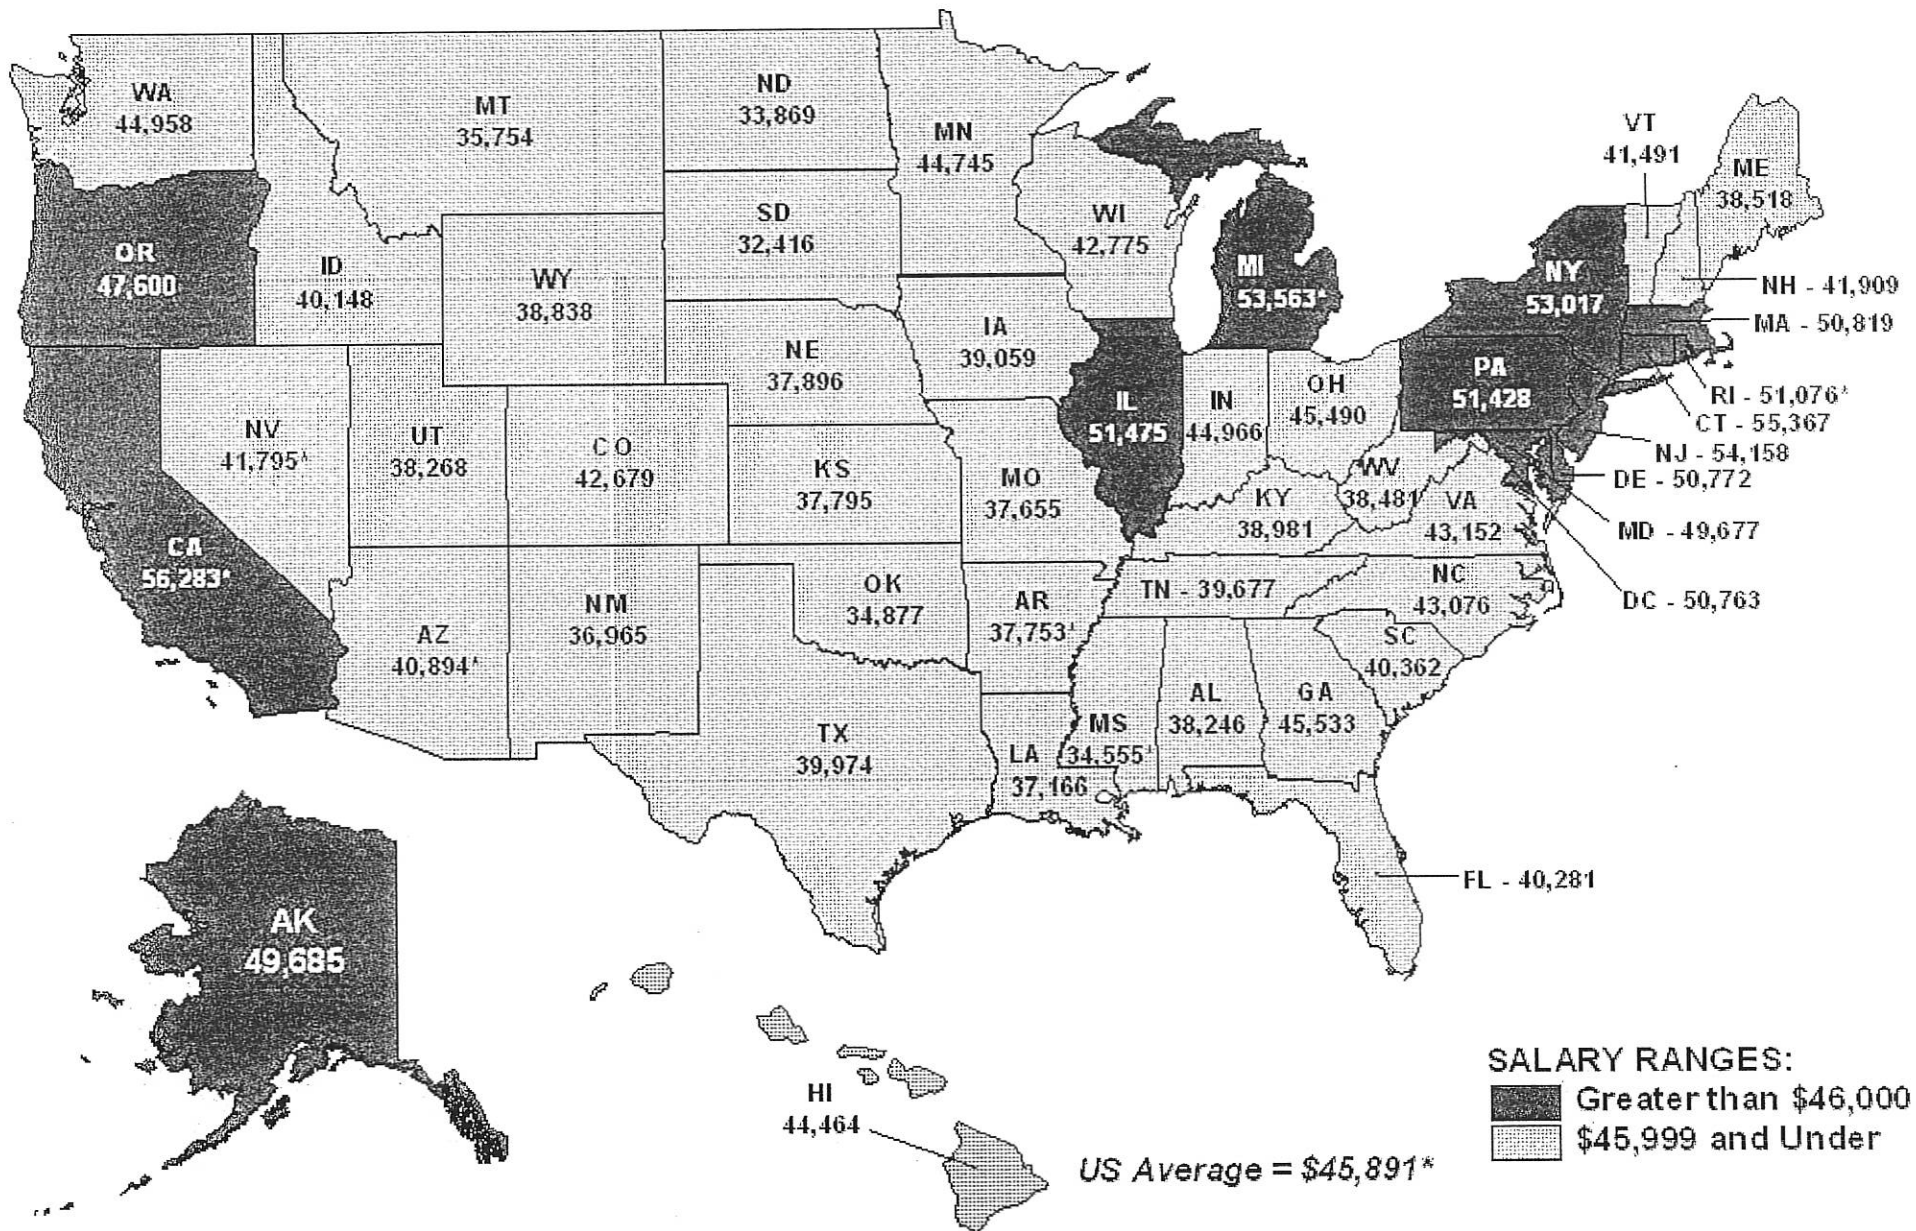 WA
44,958
MT
35,754
ND
33,869
MN
44,745
VT
41,491
ME
38,518
OR
47,600
ID
40,148
WY
38,838
SD
32,416
WI
42,775
MI
53,563*
NY
53,017
NH - 41,909
MA - 50,819
RI - 51,076*
CT - 55,367
NJ - 54,158
DE - 50,772
MD - 49,677
DC - 50,763
NE
37,896
IA
39,059
IL
51,475
IN
44,966
OH
45,490
PA
51,428
NV
41,795*
UT
38,268
CO
42,679
KS
37,795
MO
37,655
KY
38,981
WV
38,481
VA
43,152
CA
56,283*
AZ
40,894*
NM
36,965
OK
34,877
AR
37,753*
TN - 39,677
NC
43,076
SC
40,362
TX
39,974
LA
37,166
MS
34,555*
AL
38,246
GA
45,533
FL - 40,281
AK
49,685
HI
44,464
US Average = $45,891*
SALARY RANGES:
Greater than $46,000
$45,999 and Under